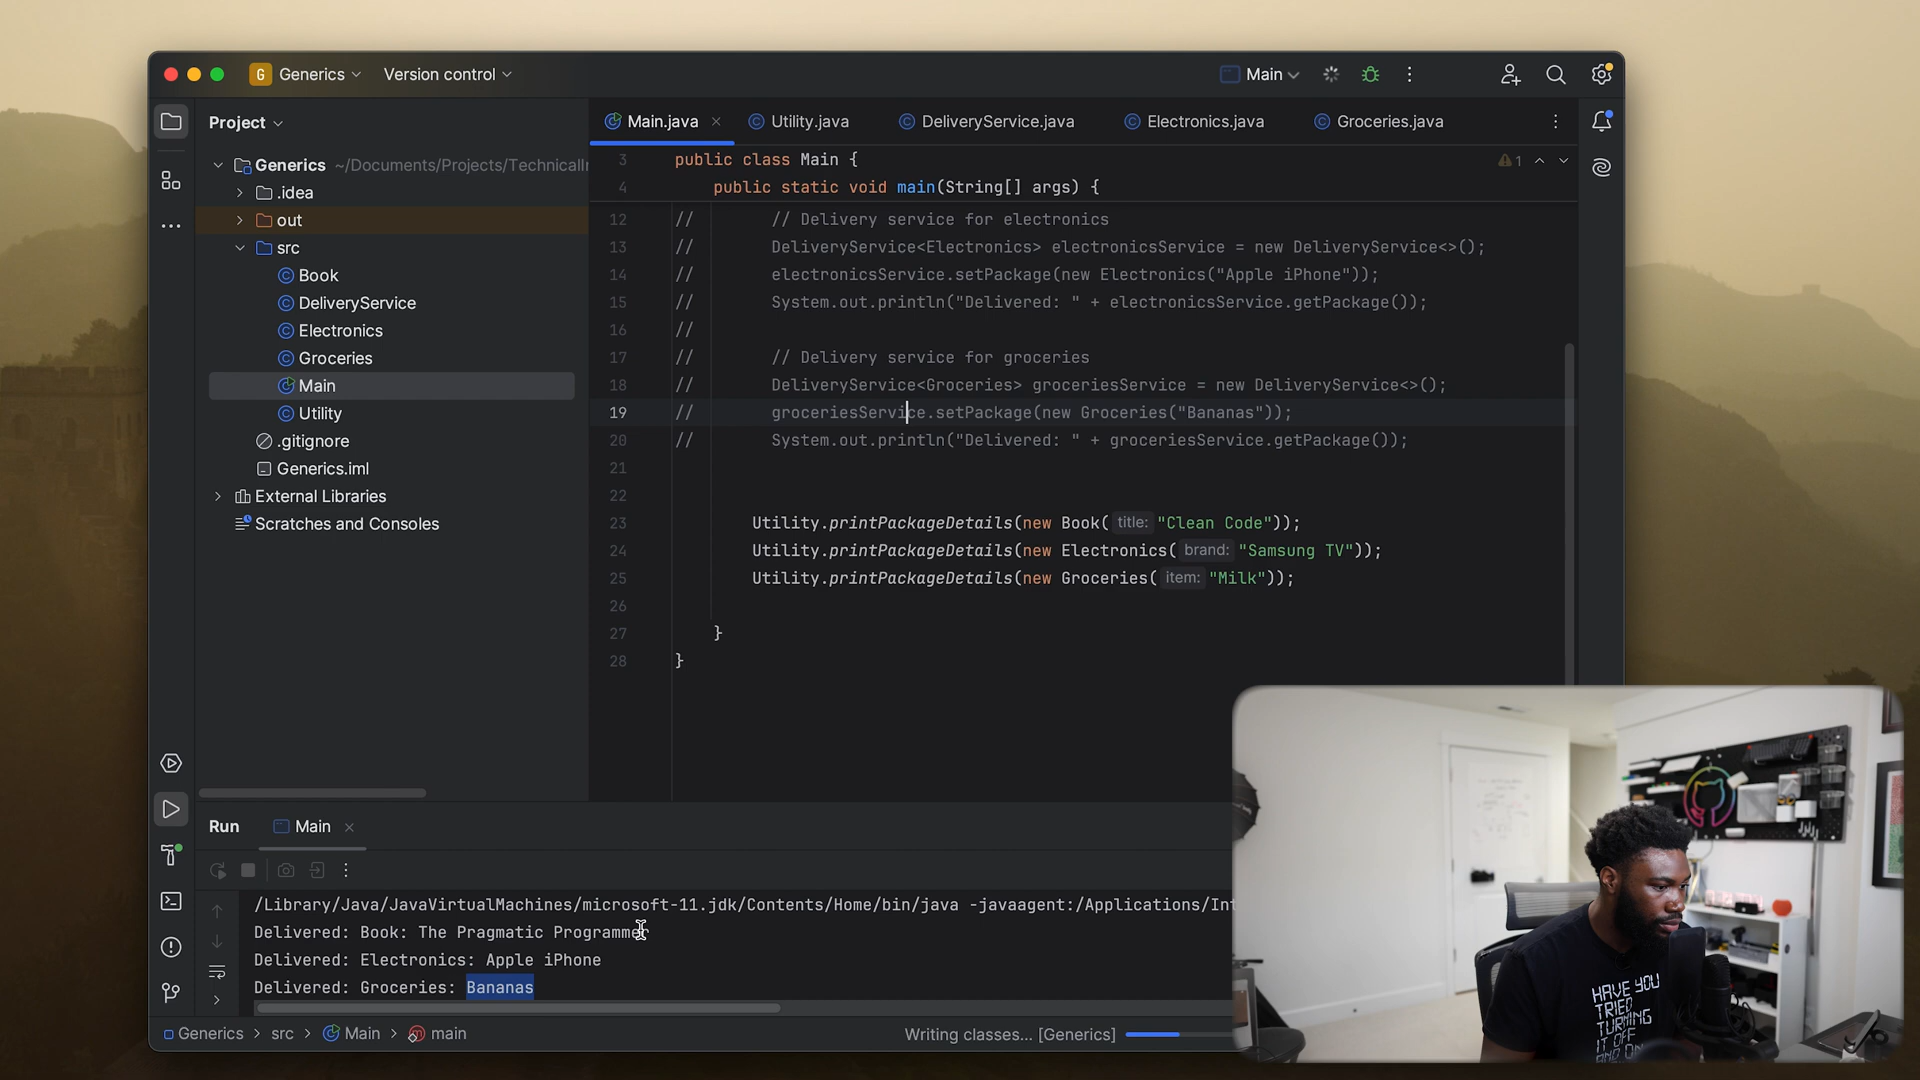 G Generics Version control Main
Project
Main.java Utility.java DeliveryService.java Electronics.java Groceries.java
Generics ~/Documents/Projects/TechnicalIn
.idea
out
src
Book
DeliveryService
Electronics
Groceries
Main
Utility
.gitignore
Generics.iml
External Libraries
Scratches and Consoles
3 public class Main { 1
4 public static void main(String[] args) {
12 // // Delivery service for electronics
13 // DeliveryService<Electronics> electronicsService = new DeliveryService<>();
14 // electronicsService.setPackage(new Electronics("Apple iPhone"));
15 // System.out.println("Delivered: " + electronicsService.getPackage());
16 //
17 // // Delivery service for groceries
18 // DeliveryService<Groceries> groceriesService = new DeliveryService<>();
19 // groceriesService.setPackage(new Groceries("Bananas"));
20 // System.out.println("Delivered: " + groceriesService.getPackage());
21
22
23 Utility.printPackageDetails(new Book( title: "Clean Code"));
24 Utility.printPackageDetails(new Electronics( brand: "Samsung TV"));
25 Utility.printPackageDetails(new Groceries( item: "Milk"));
26
27 }
28 }
Run Main
/Library/Java/JavaVirtualMachines/microsoft-11.jdk/Contents/Home/bin/java -javaagent:/Applications/Int
Delivered: Book: The Pragmatic Programmer
Delivered: Electronics: Apple iPhone
Delivered: Groceries: Bananas
Generics > src > Main > main
Writing classes... [Generics]
HAVE YOU
TRIED
TURNING
IT OFF
AND ON